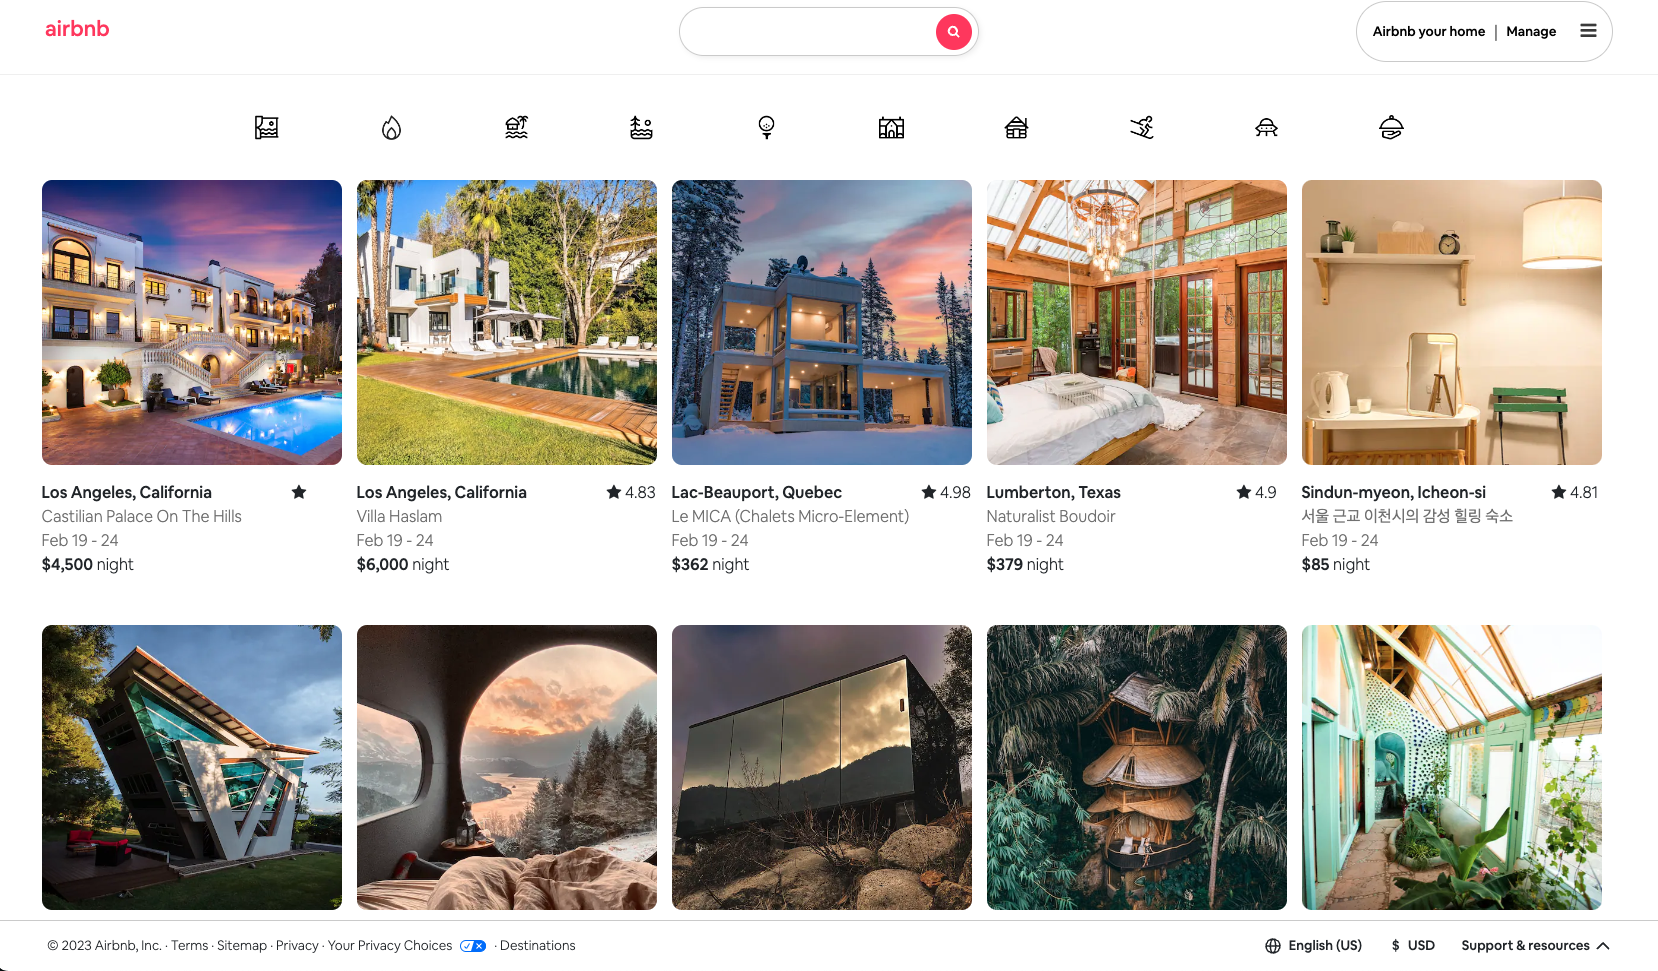 airbnb
Airbnb your home | Manage
Los Angeles, California
Castilian Palace On The Hills
Feb 19 - 24
$4,500 night
Los Angeles, California 4.83
Villa Haslam
Feb 19 - 24
$6,000 night
Lac-Beauport, Quebec 4.98
Le MICA (Chalets Micro-Element)
Feb 19 - 24
$362 night
Lumberton, Texas 4.9
Naturalist Boudoir
Feb 19 - 24
$379 night
Sindun-myeon, Icheon-si 4.81
서울 근교 이천시의 감성 힐링 숙소
Feb 19 - 24
$85 night
© 2023 Airbnb, Inc. · Terms · Sitemap · Privacy · Your Privacy Choices · Destinations
English (US) $ USD Support & resources